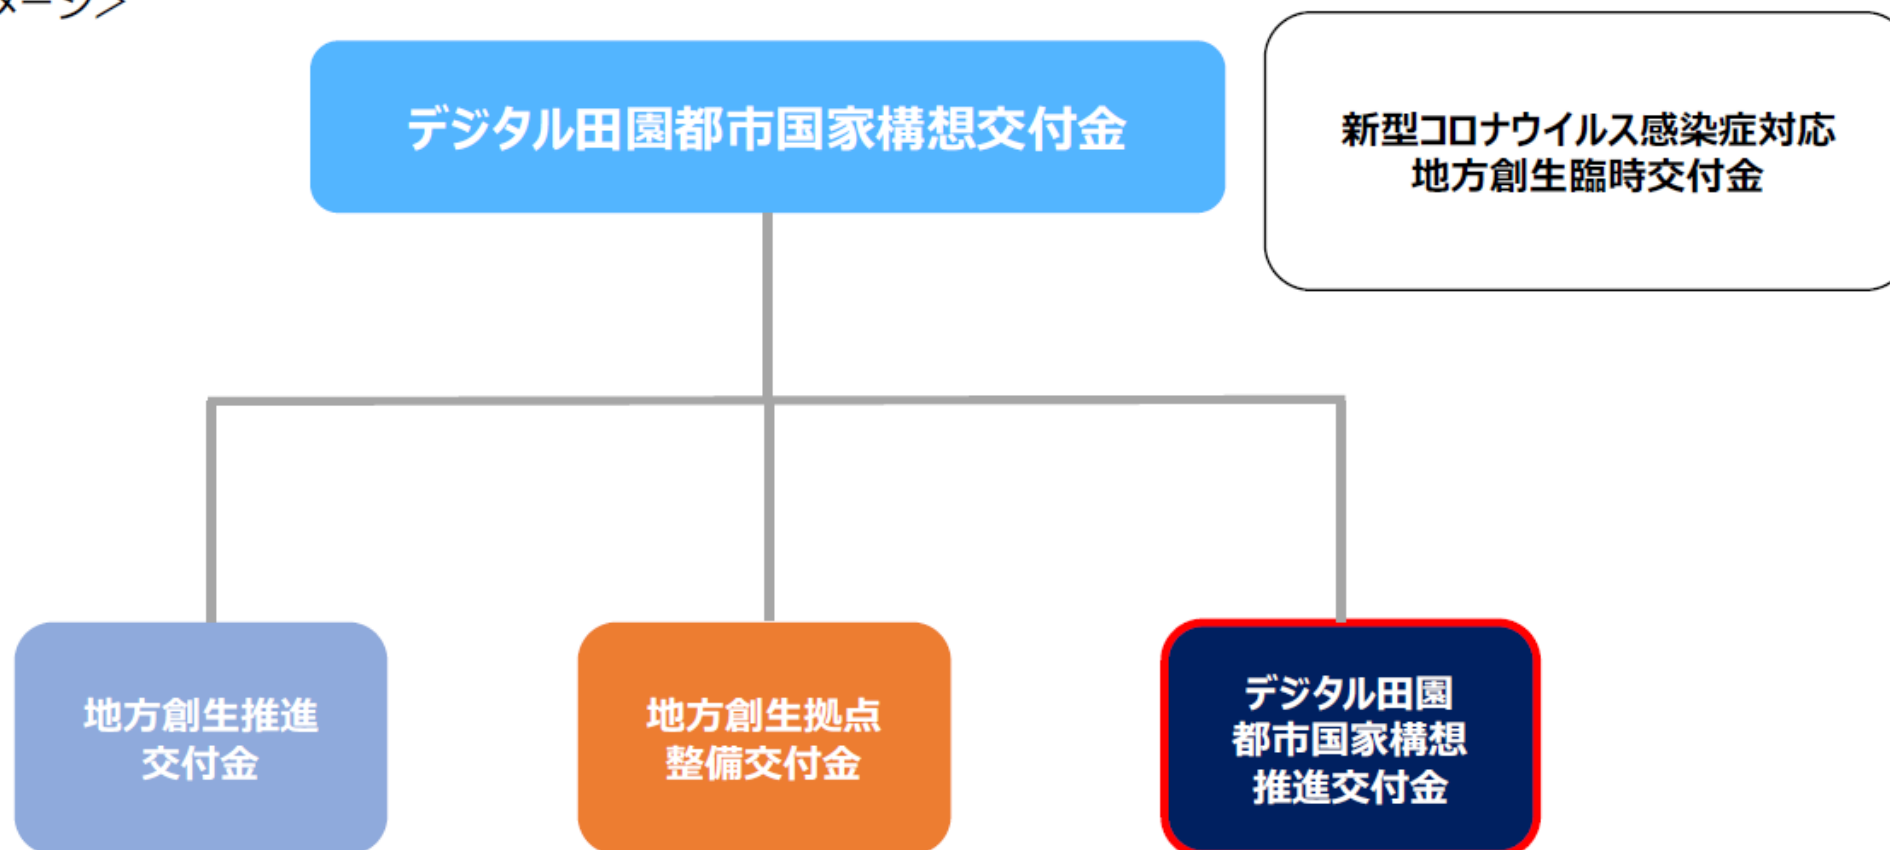 メージ＞
デジタル田園都市国家構想交付金
新型コロナウイルス感染症対応
地方創生臨時交付金
地方創生推進
交付金
地方創生拠点
整備交付金
デジタル田園
都市国家構想
推進交付金